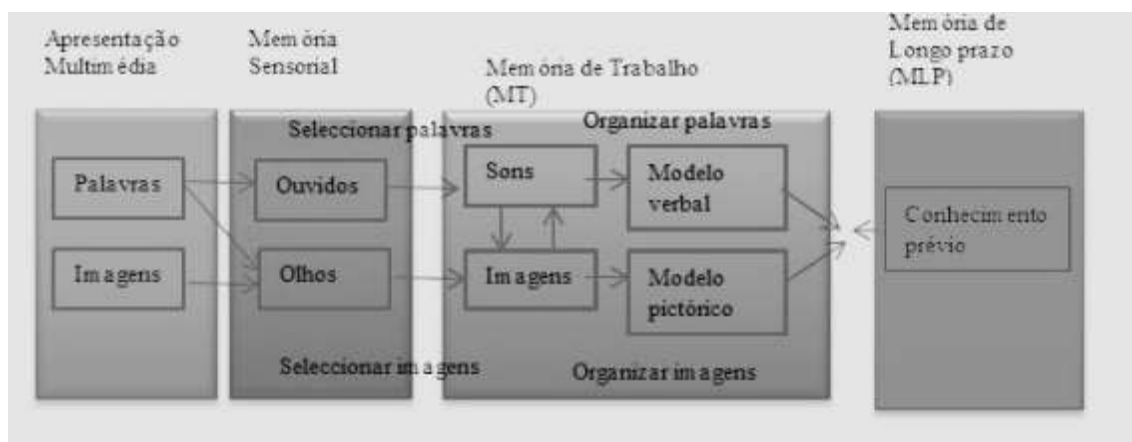 Apresentação
Multimédia
Memória
Sensorial
Memória de Trabalho
(MT)
Memória de
Longo prazo
(MLP)
Seleccionar palavras
Organizar palavras
Palavras
Ouvidos
Sons
Modelo
verbal
Conhecimento
prévio
Imagens
Olhos
Imagens
Modelo
pictórico
Seleccionar imagens
Organizar imagens